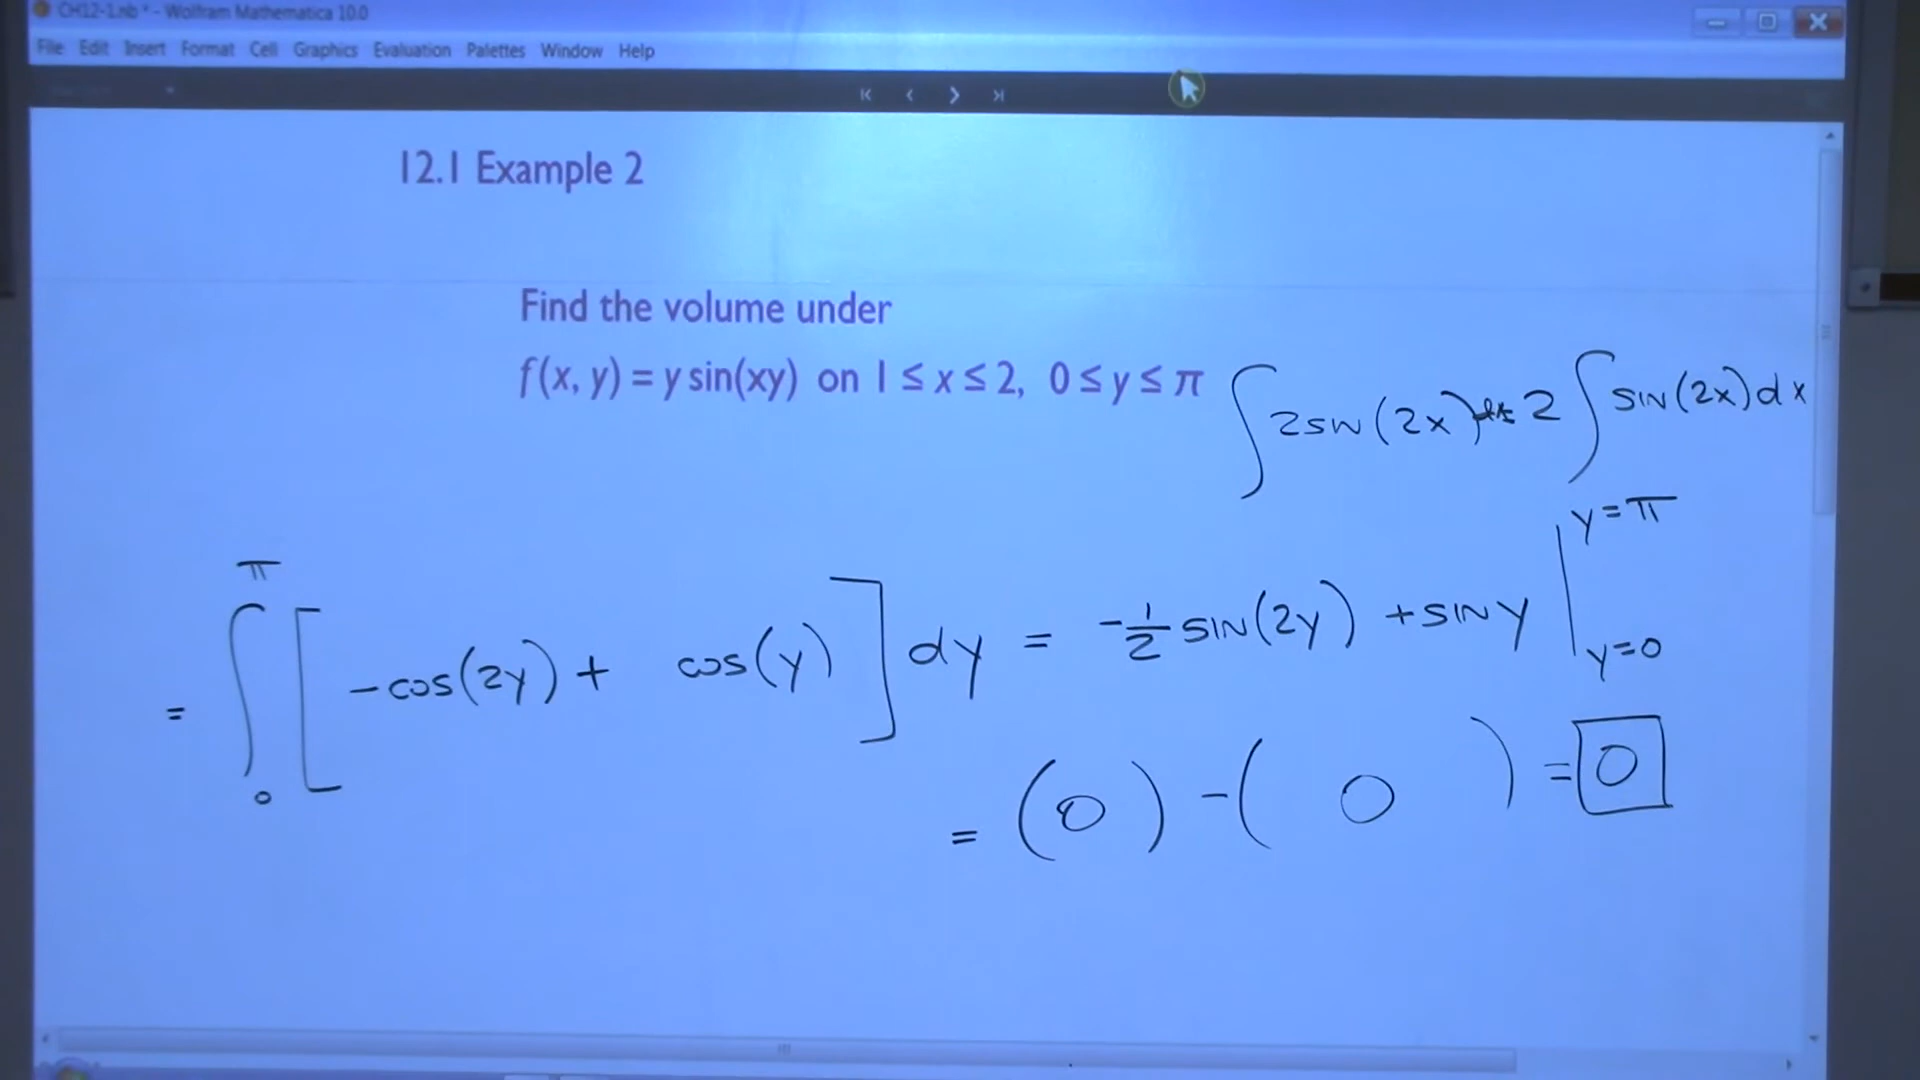 CH12-1.nb * - Wolfram Mathematica 10.0
File Edit Insert Format Cell Graphics Evaluation Palettes Window Help
12.1 Example 2
Find the volume under
f(x, y) = y sin(xy) on 1 ≤ x ≤ 2, 0 ≤ y ≤ π
∫ 2 sin(2x) 2 ∫ sin(2x) dx
= ∫₀^π [ -cos(2y) + cos(y) ] dy = -1/2 sin(2y) + sin y |_{y=0}^{y=π}
= (0) - (0) = 0